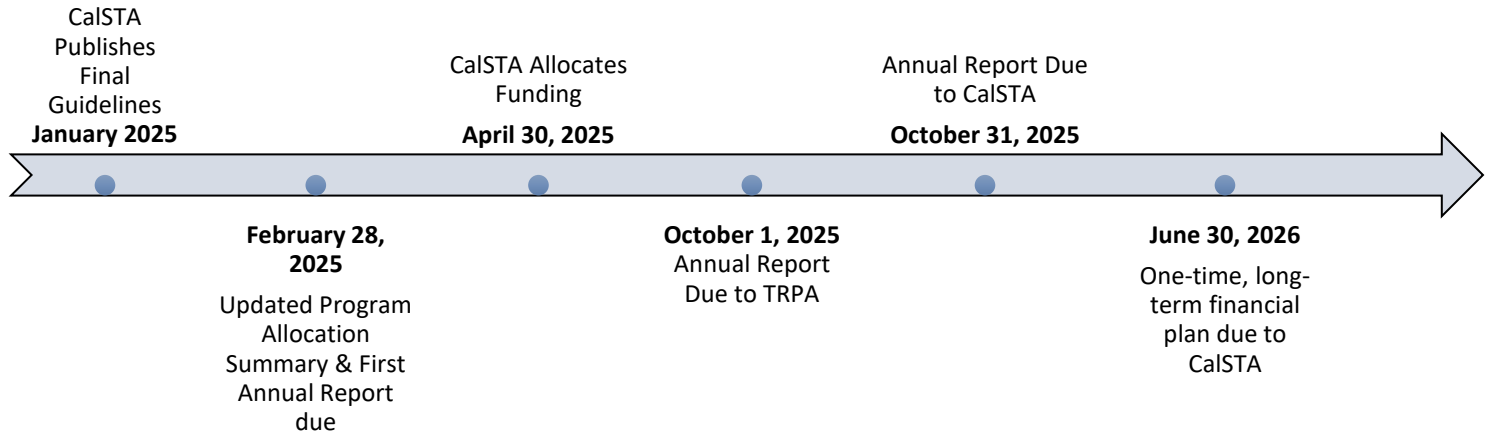 CalSTA
Publishes
Final
Guidelines
January 2025
February 28,
2025
Updated Program
Allocation
Summary & First
Annual Report
due
CalSTA Allocates
Funding
April 30, 2025
October 1, 2025
Annual Report
Due to TRPA
Annual Report Due
to CalSTA
October 31, 2025
June 30, 2026
One-time, long-
term financial
plan due to
CalSTA